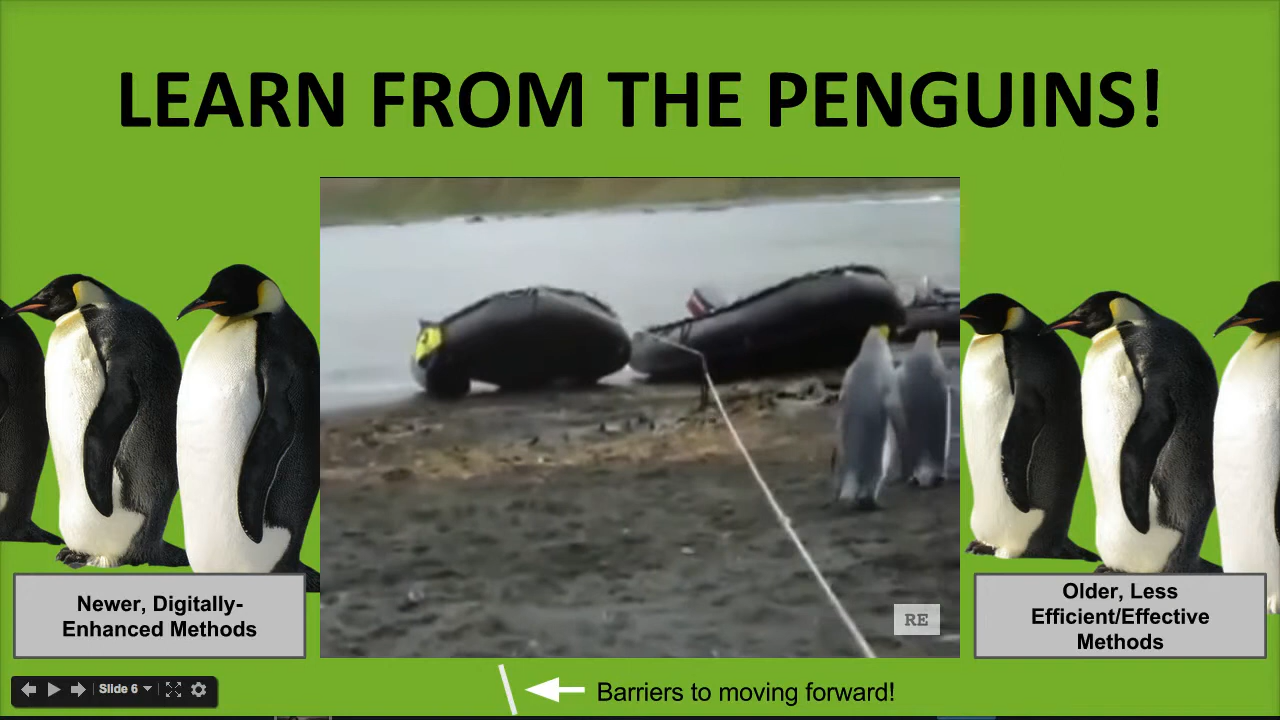 LEARN FROM THE PENGUINS!
RE
Newer, Digitally-
Enhanced Methods
Older, Less
Efficient/Effective
Methods
Slide 6
Barriers to moving forward!